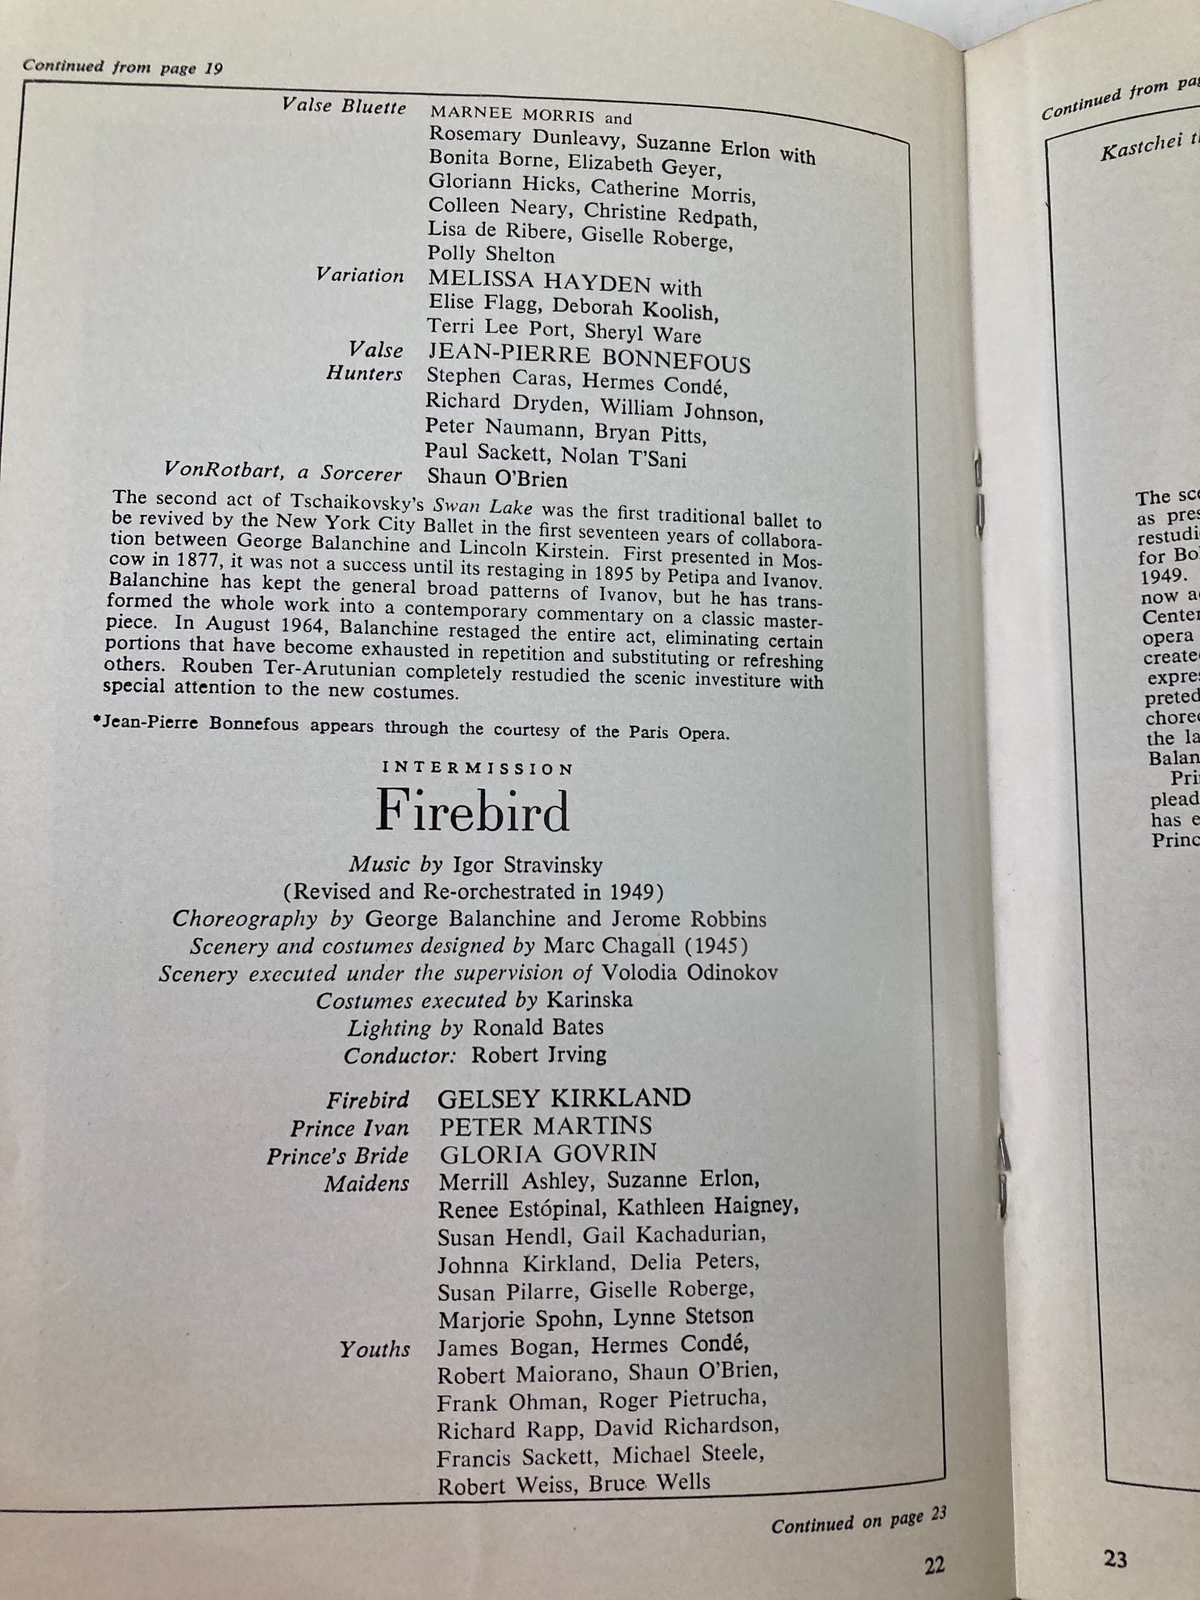 Continued from page 19
Valse Bluette MARNEE MORRIS and
Rosemary Dunleavy, Suzanne Erlon with
Bonita Borne, Elizabeth Geyer,
Gloriann Hicks, Catherine Morris,
Colleen Neary, Christine Redpath,
Lisa de Ribere, Giselle Roberge,
Polly Shelton
Variation MELISSA HAYDEN with
Elise Flagg, Deborah Koolish,
Terri Lee Port, Sheryl Ware
Valse JEAN-PIERRE BONNEFOUS
Hunters Stephen Caras, Hermes Condé,
Richard Dryden, William Johnson,
Peter Naumann, Bryan Pitts,
Paul Sackett, Nolan T'Sani
VonRotbart, a Sorcerer Shaun O'Brien
The second act of Tschaikovsky's Swan Lake was the first traditional ballet to
be revived by the New York City Ballet in the first seventeen years of collabora-
tion between George Balanchine and Lincoln Kirstein. First presented in Mos-
cow in 1877, it was not a success until its restaging in 1895 by Petipa and Ivanov.
Balanchine has kept the general broad patterns of Ivanov, but he has trans-
formed the whole work into a contemporary commentary on a classic master-
piece. In August 1964, Balanchine restaged the entire act, eliminating certain
portions that have become exhausted in repetition and substituting or refreshing
others. Rouben Ter-Arutunian completely restudied the scenic investiture with
special attention to the new costumes.
*Jean-Pierre Bonnefous appears through the courtesy of the Paris Opera.
INTERMISSION
Firebird
Music by Igor Stravinsky
(Revised and Re-orchestrated in 1949)
Choreography by George Balanchine and Jerome Robbins
Scenery and costumes designed by Marc Chagall (1945)
Scenery executed under the supervision of Volodia Odinokov
Costumes executed by Karinska
Lighting by Ronald Bates
Conductor: Robert Irving
Firebird GELSEY KIRKLAND
Prince Ivan PETER MARTINS
Prince's Bride GLORIA GOVRIN
Maidens Merrill Ashley, Suzanne Erlon,
Renee Estópinal, Kathleen Haigney,
Susan Hendl, Gail Kachadurian,
Johnna Kirkland, Delia Peters,
Susan Pilarre, Giselle Roberge,
Marjorie Spohn, Lynne Stetson
Youths James Bogan, Hermes Condé,
Robert Maiorano, Shaun O'Brien,
Frank Ohman, Roger Pietrucha,
Richard Rapp, David Richardson,
Francis Sackett, Michael Steele,
Robert Weiss, Bruce Wells
Continued on page 23
22
Continued from
Kastchei
The
as
restudi
for
1949.
now
Center
opera
create
expre
preted
chore
the
Balan
Pri
plead
has
Princ
23